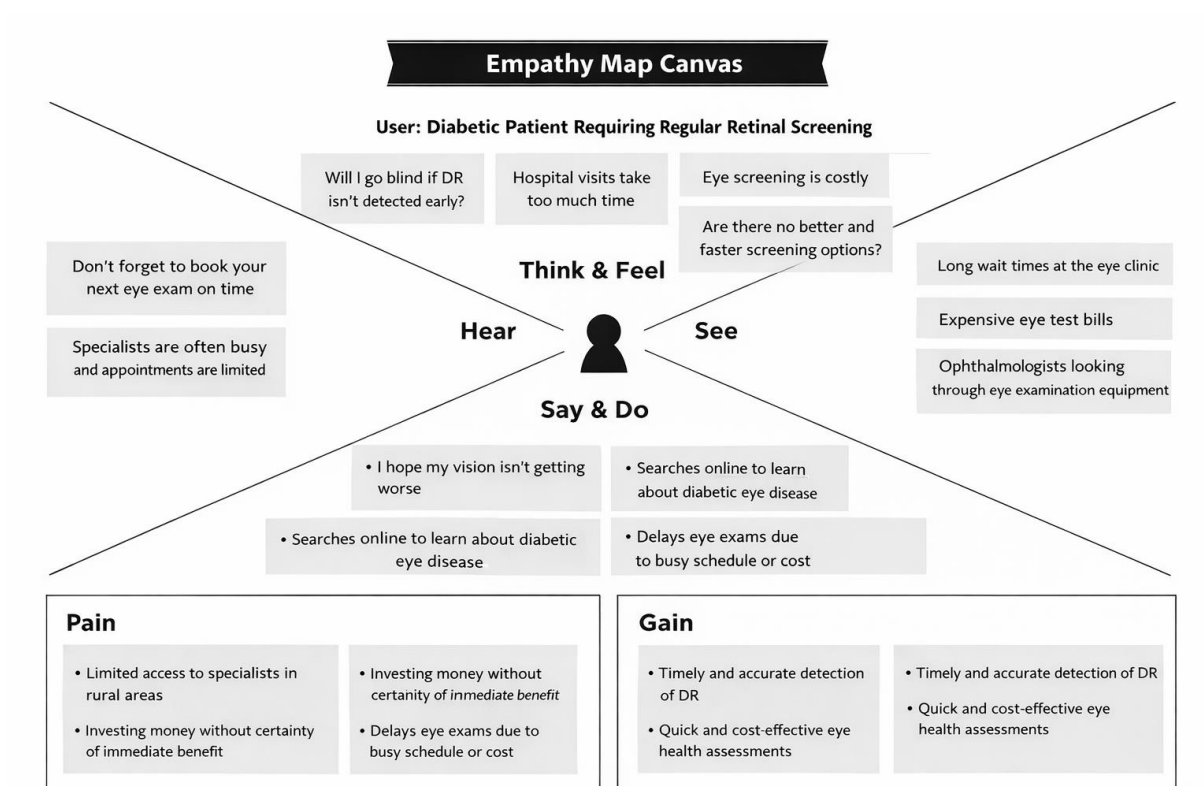 Empathy Map Canvas
User: Diabetic Patient Requiring Regular Retinal Screening
Will I go blind if DR
isn't detected early?
Hospital visits take
too much time
Eye screening is costly
Are there no better and
faster screening options?
Think & Feel
Don't forget to book your
next eye exam on time
Specialists are often busy
and appointments are limited
Hear
See
Long wait times at the eye clinic
Expensive eye test bills
Ophthalmologists looking
through eye examination equipment
Say & Do
• I hope my vision isn't getting
worse
• Searches online to learn
about diabetic eye disease
• Searches online to learn about diabetic
eye disease
• Delays eye exams due
to busy schedule or cost
Pain
• Limited access to specialists in
rural areas
• Investing money without certainty
of immediate benefit
• Investing money without
certanity of immediate benefit
• Delays eye exams due to
busy schedule or cost
Gain
• Timely and accurate detection
of DR
• Quick and cost-effective eye
health assessments
• Timely and accurate detection of DR
• Quick and cost-effective eye
health assessments